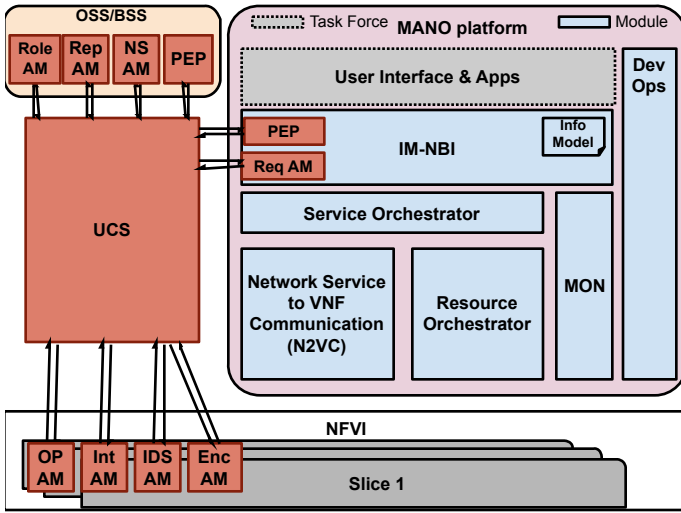 OSS/BSS
Role
AM
Rep
AM
NS
AM
PEP
Task Force
Module
MANO platform
User Interface & Apps
Dev
Ops
PEP
Req AM
IM-NBI
Info
Model
UCS
Service Orchestrator
Network Service
to VNF
Communication
(N2VC)
Resource
Orchestrator
MON
NFVI
OP
AM
Int
AM
IDS
AM
Enc
AM
Slice 1